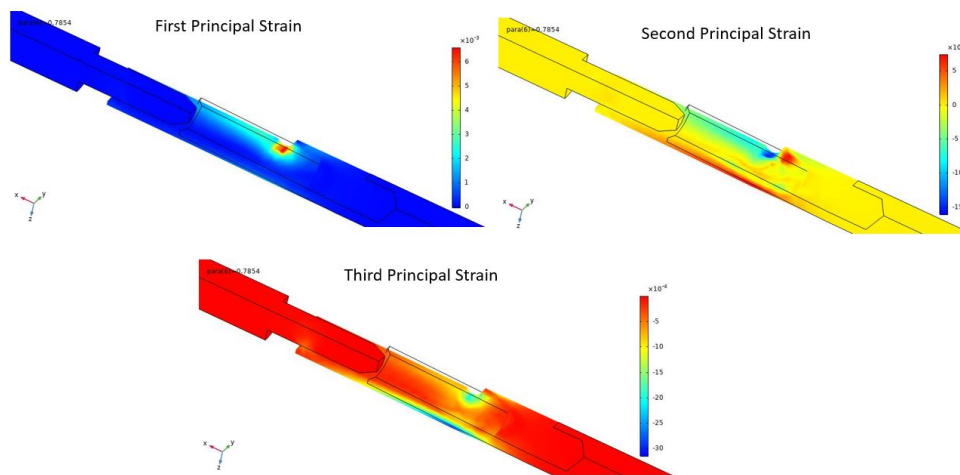 First Principal Strain
para(6)=0.7854
×10⁻³
6
5
4
3
2
1
0
x y
z
Second Principal Strain
para(6)=0.7854
×10
5
0
-5
-10
-15
x y
z
Third Principal Strain
para(6)=0.7854
×10⁻⁴
-5
-10
-15
-20
-25
-30
x y
z